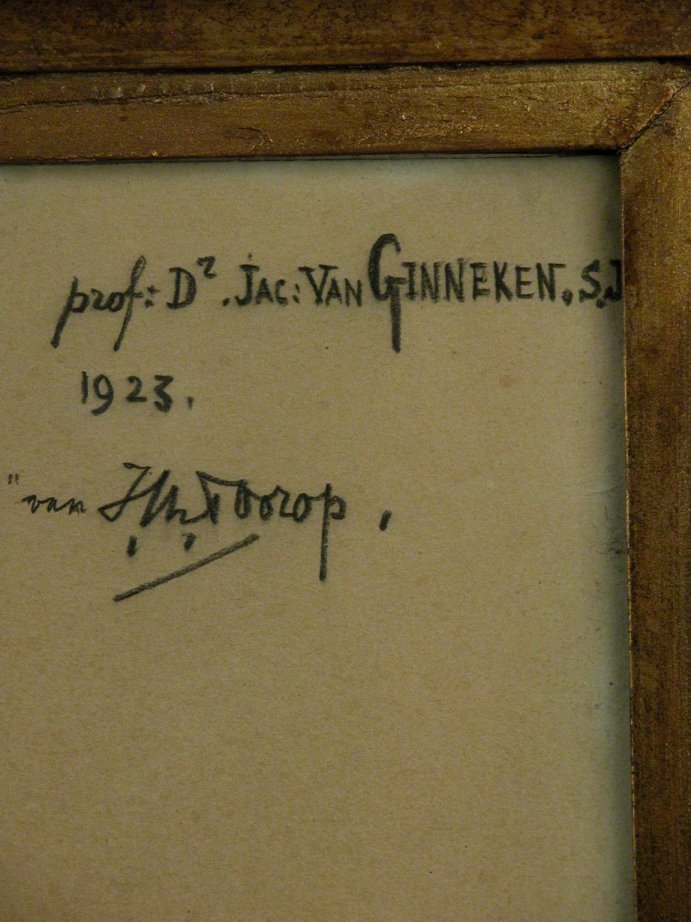 prof: Dr. JAC: VAN GINNEKEN. S.J
1923.
"van J Th. Toorop,